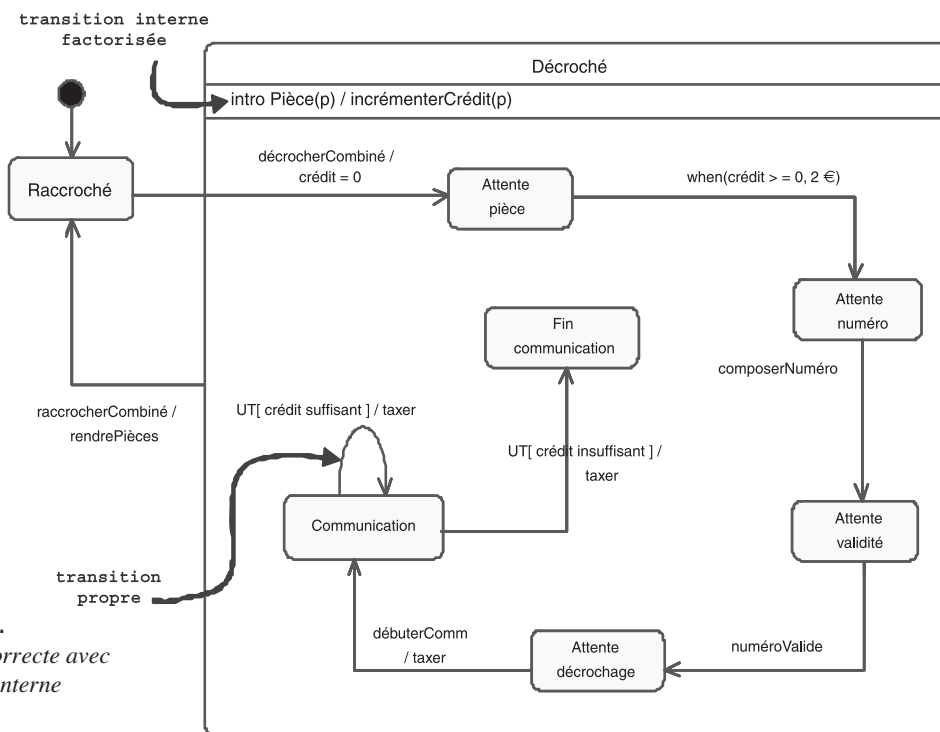 transition interne
factorisée
Décroché
intro Pièce(p) / incrémenterCrédit(p)
décrocherCombiné /
crédit = 0
Raccroché
Attente
pièce
when(crédit > = 0, 2 €)
Attente
numéro
Fin
communication
composerNuméro
raccrocherCombiné /
rendrePièces
UT[ crédit suffisant ] / taxer
UT[ crédit insuffisant ] /
taxer
Communication
Attente
validité
transition
propre
débuterComm
/ taxer
Attente
décrochage
numéroValide
.
orrecte avec
nterne